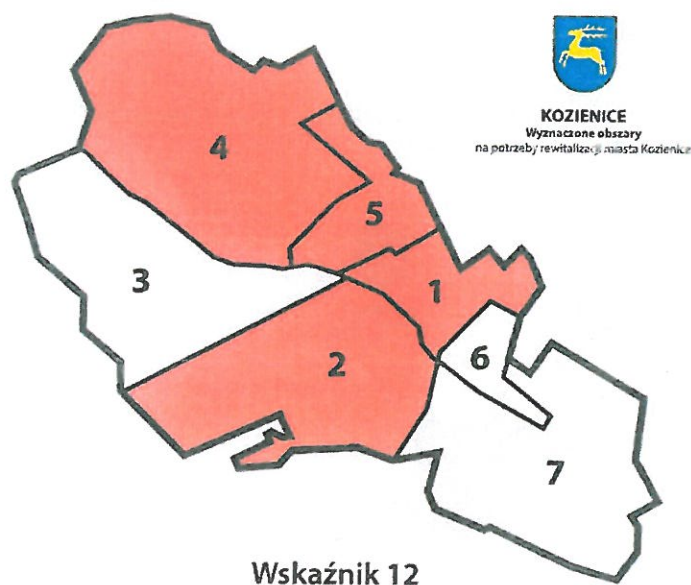 KOZIENICE
Wyznaczone obszary
na potrzeby rewitalizacji miasta Kozienice
4
5
3
1
2
6
7
Wskaźnik 12